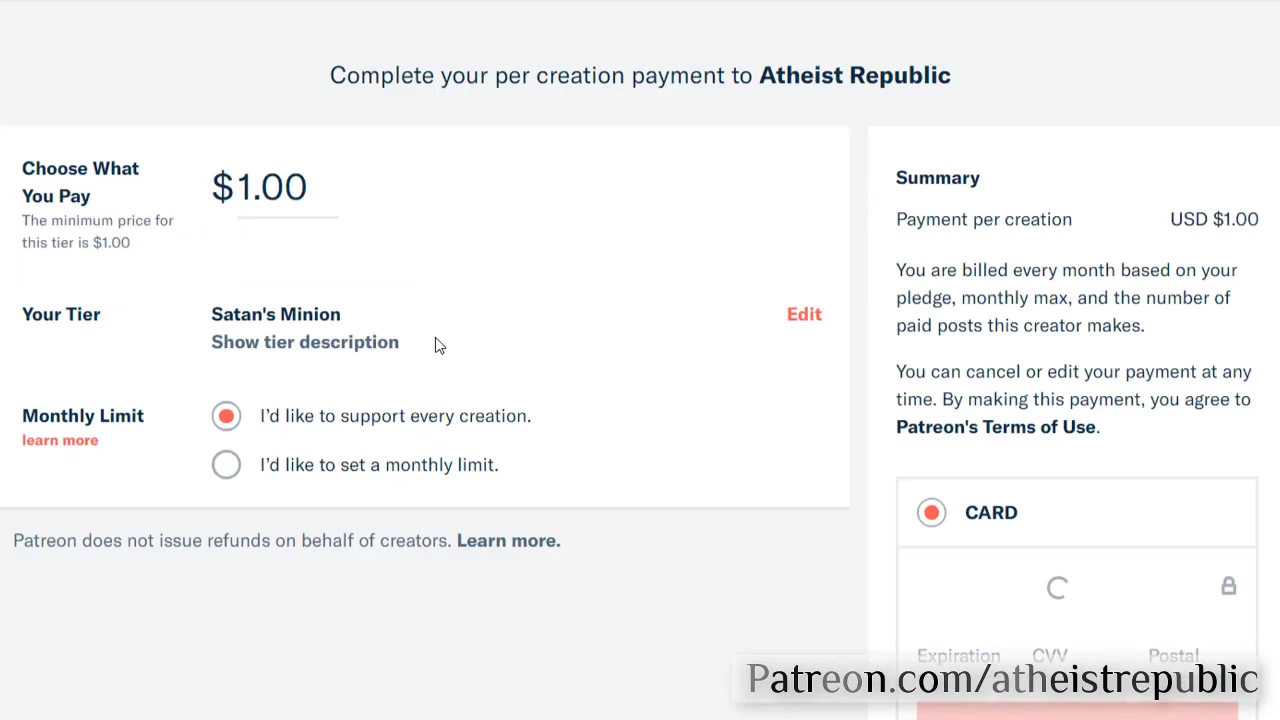 Complete your per creation payment to Atheist Republic
Choose What
You Pay
The minimum price for
this tier is $1.00
$1.00
Your Tier
Satan's Minion
Show tier description
Edit
Monthly Limit
learn more
I'd like to support every creation.
I'd like to set a monthly limit.
Patreon does not issue refunds on behalf of creators. Learn more.
Summary
Payment per creation USD $1.00
You are billed every month based on your
pledge, monthly max, and the number of
paid posts this creator makes.
You can cancel or edit your payment at any
time. By making this payment, you agree to
Patreon's Terms of Use.
CARD
Expiration CVV Postal
Patreon.com/atheistrepublic